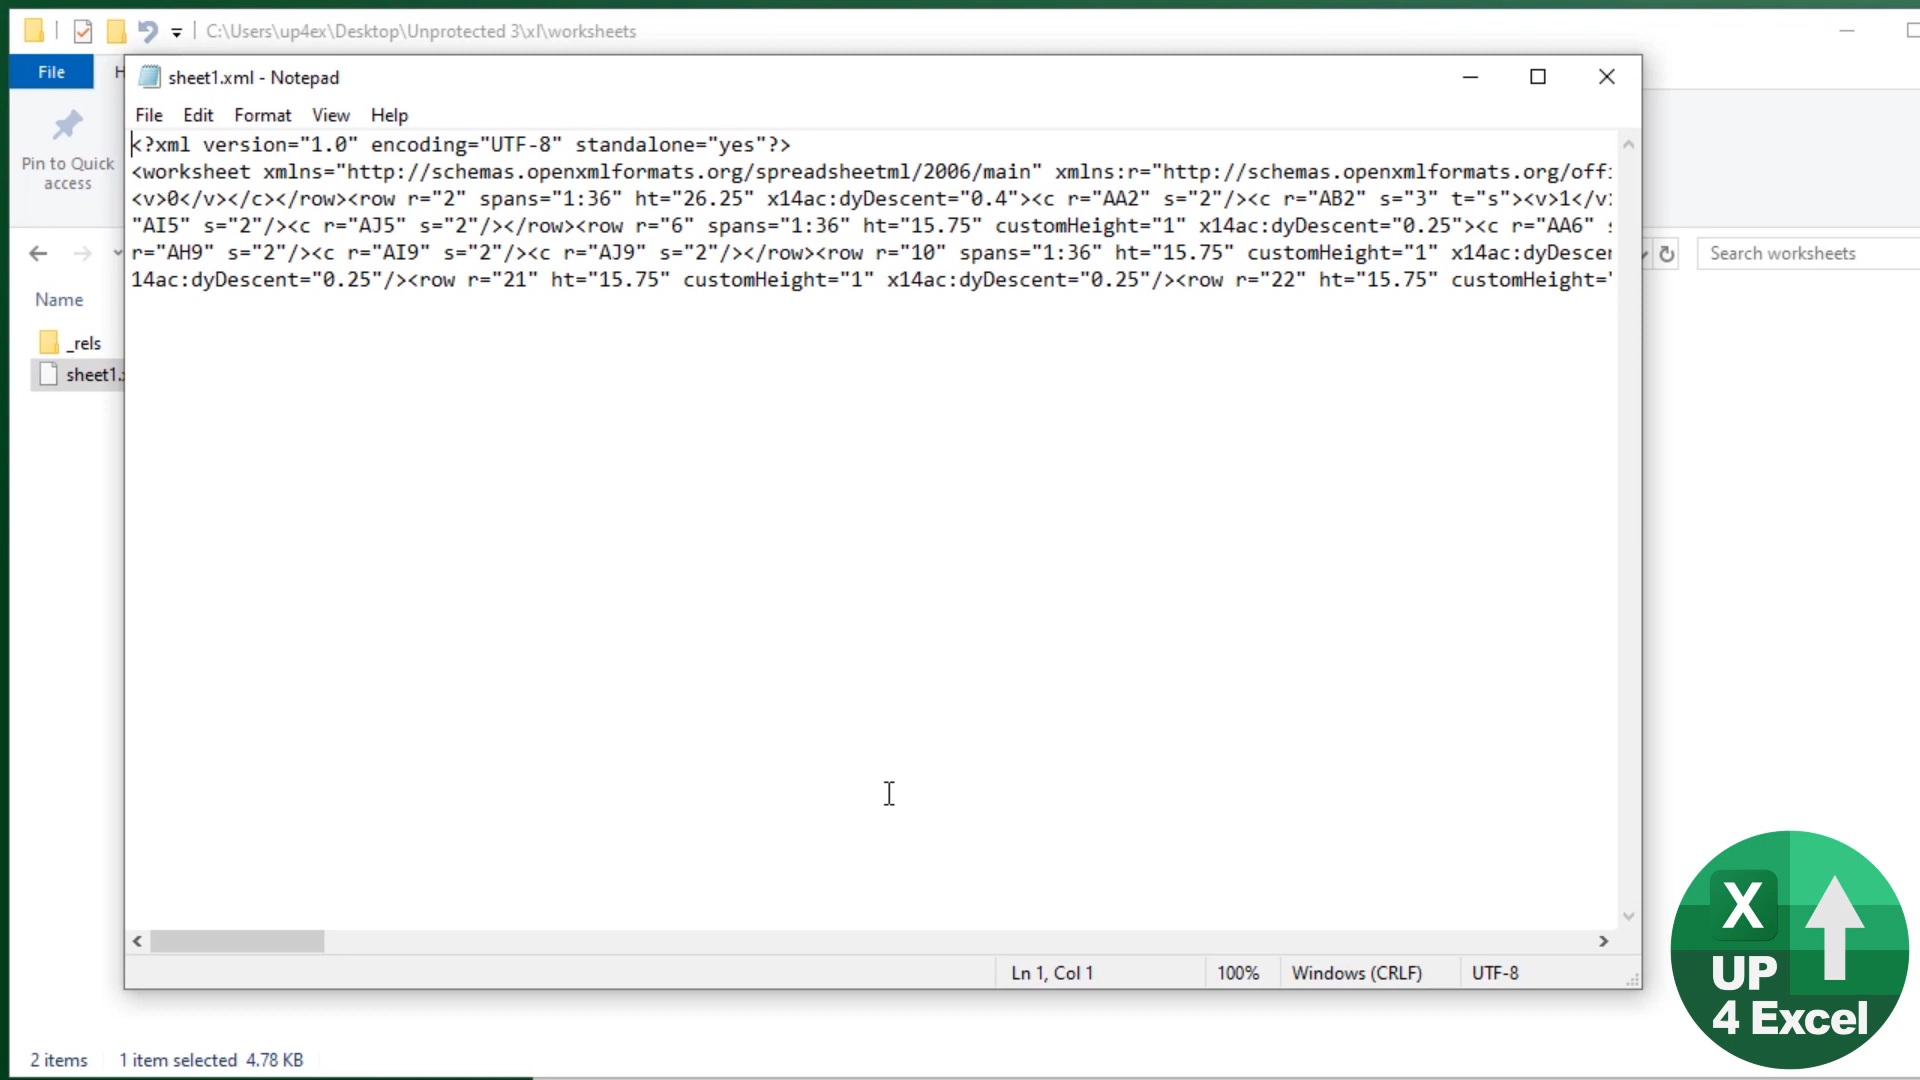 C:\Users\up4ex\Desktop\Unprotected 3\xl\worksheets
File H
sheet1.xml - Notepad
File Edit Format View Help
Pin to Quick
access
<?xml version="1.0" encoding="UTF-8" standalone="yes"?>
<worksheet xmlns="http://schemas.openxmlformats.org/spreadsheetml/2006/main" xmlns:r="http://schemas.openxmlformats.org/off
<v>0</v></c></row><row r="2" spans="1:36" ht="26.25" x14ac:dyDescent="0.4"><c r="AA2" s="2"/><c r="AB2" s="3" t="s"><v>1</v
"AI5" s="2"/><c r="AJ5" s="2"/></row><row r="6" spans="1:36" ht="15.75" customHeight="1" x14ac:dyDescent="0.25"><c r="AA6"
r="AH9" s="2"/><c r="AI9" s="2"/><c r="AJ9" s="2"/></row><row r="10" spans="1:36" ht="15.75" customHeight="1" x14ac:dyDescen
14ac:dyDescent="0.25"/><row r="21" ht="15.75" customHeight="1" x14ac:dyDescent="0.25"/><row r="22" ht="15.75" customHeight="
Search worksheets
Name
_rels
sheet1.x
Ln 1, Col 1 100% Windows (CRLF) UTF-8
2 items 1 item selected 4.78 KB
X
UP
4 Excel